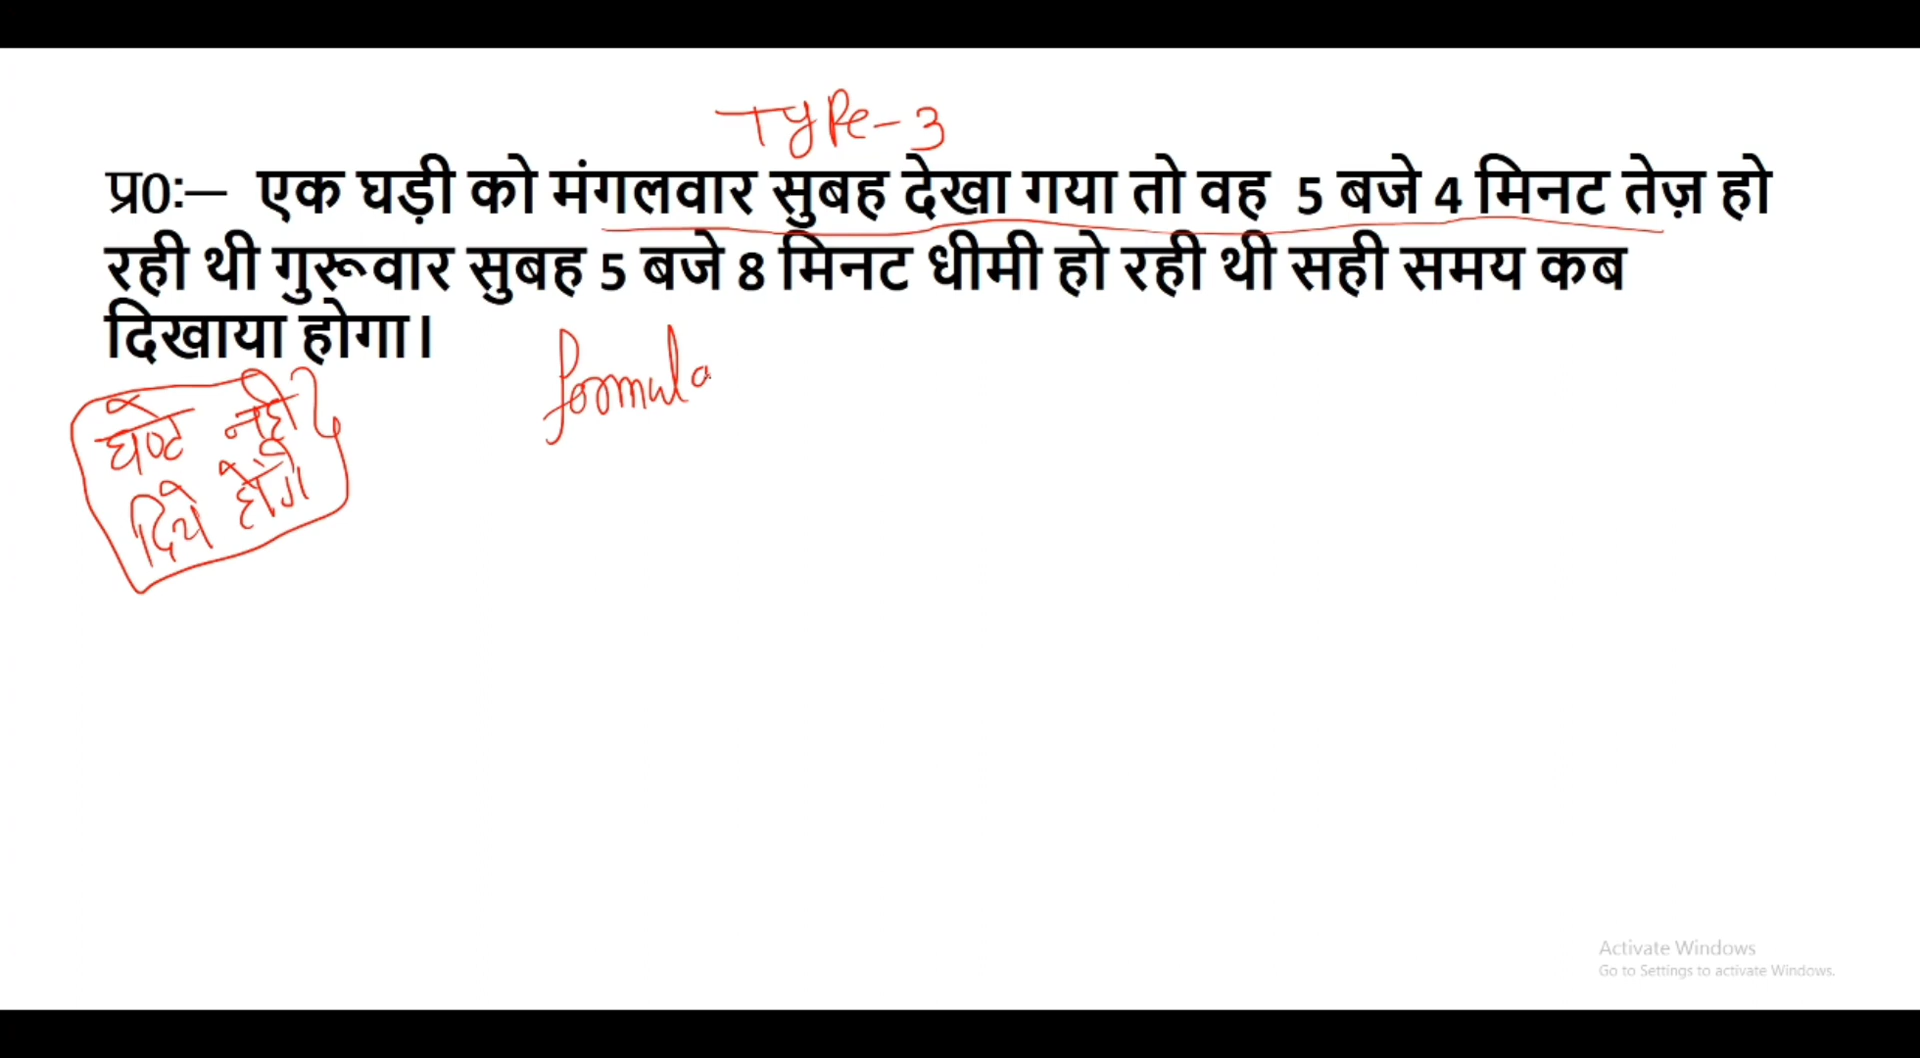 TYPe-3
प्र0:— एक घड़ी को मंगलवार सुबह देखा गया तो वह 5 बजे 4 मिनट तेज़ हो
रही थी गुरूवार सुबह 5 बजे 8 मिनट धीमी हो रही थी सही समय कब
दिखाया होगा।
formula
घण्टे नही
दिये होंगे
Activate Windows
Go to Settings to activate Windows.